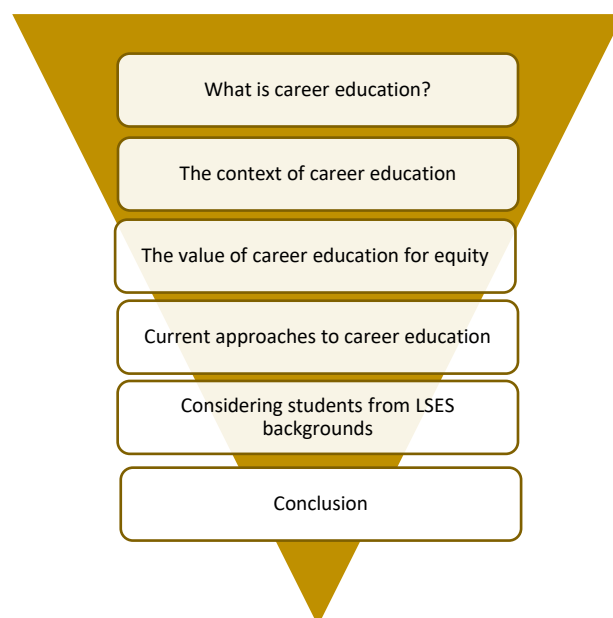 What is career education?
The context of career education
The value of career education for equity
Current approaches to career education
Considering students from LSES
backgrounds
Conclusion